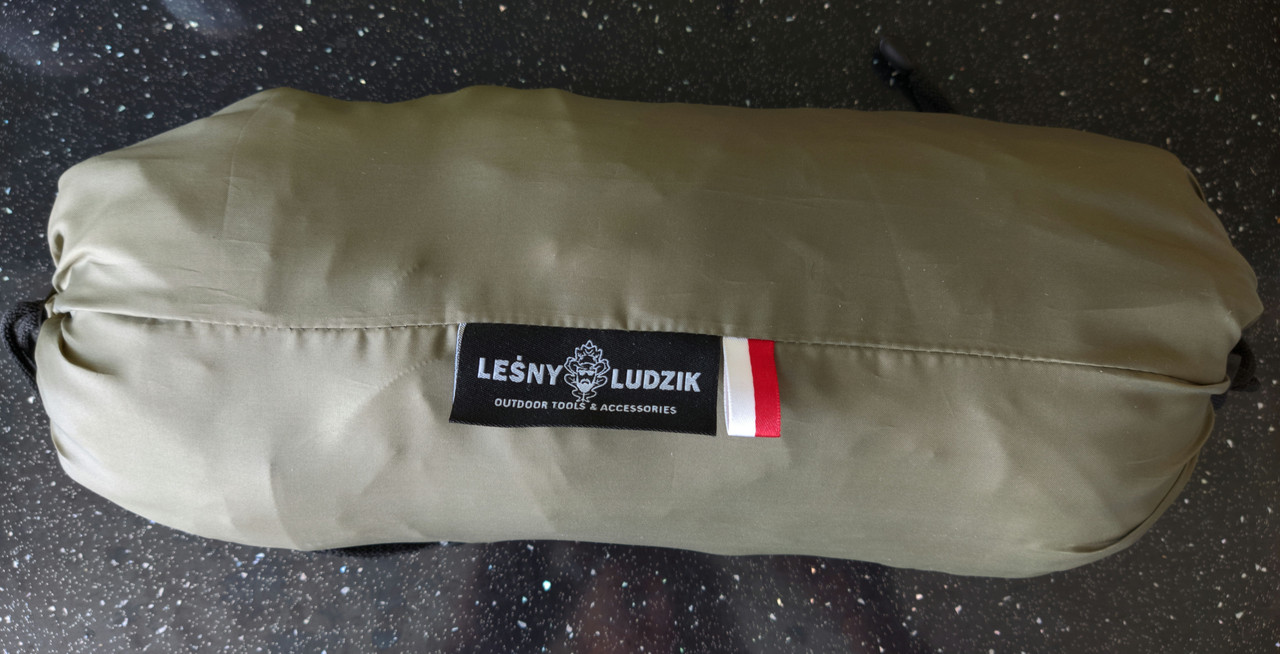 LEŚNY LUDZIK
OUTDOOR TOOLS & ACCESSORIES